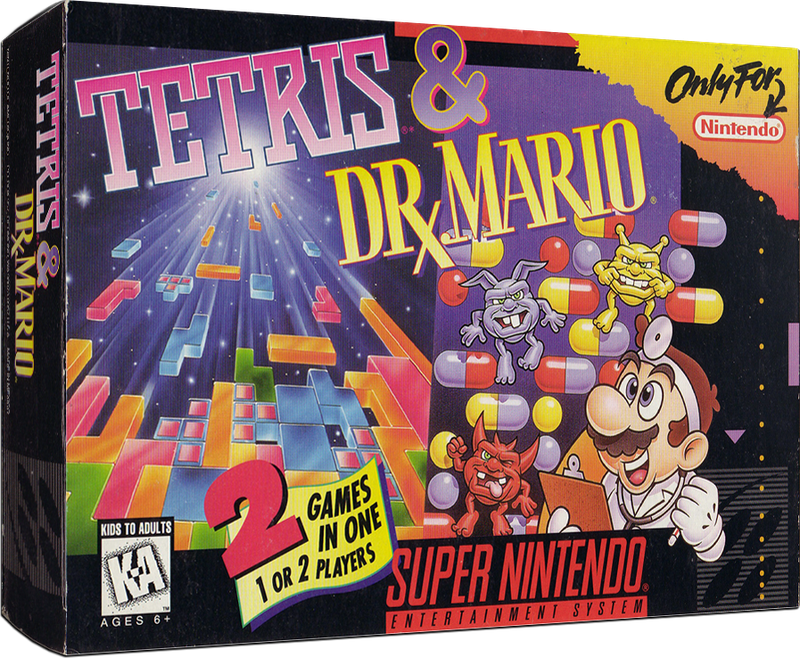 TETRIS &
DR. MARIO
Only For
Nintendo
TETRIS & DR. MARIO
2
GAMES
IN ONE
1 OR 2 PLAYERS
KIDS TO ADULTS
K-A
TM
AGES 6+
SUPER NINTENDO
ENTERTAINMENT SYSTEM